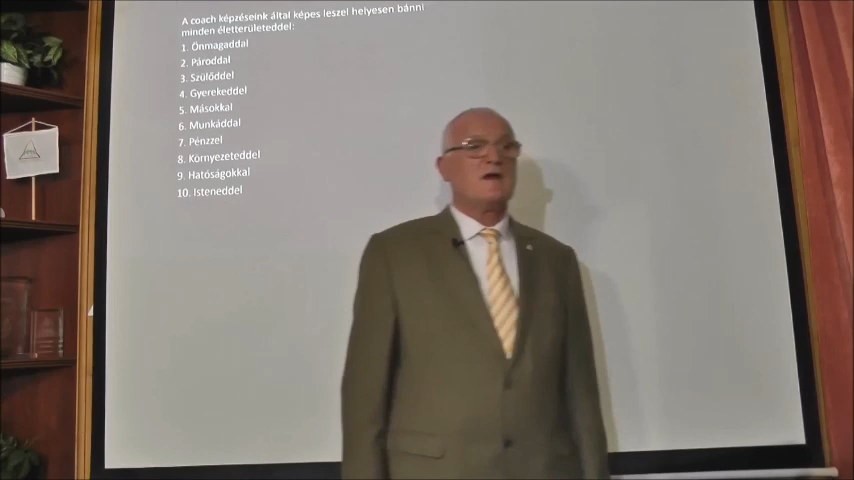 A coach képzéseink által képes leszel helyesen bánni
minden életterületeddel:
1. Önmagaddal
2. Pároddal
3. Szülőddel
4. Gyerekeddel
5. Másokkal
6. Munkáddal
7. Pénzzel
8. Környezeteddel
9. Hatóságokkal
10. Isteneddel